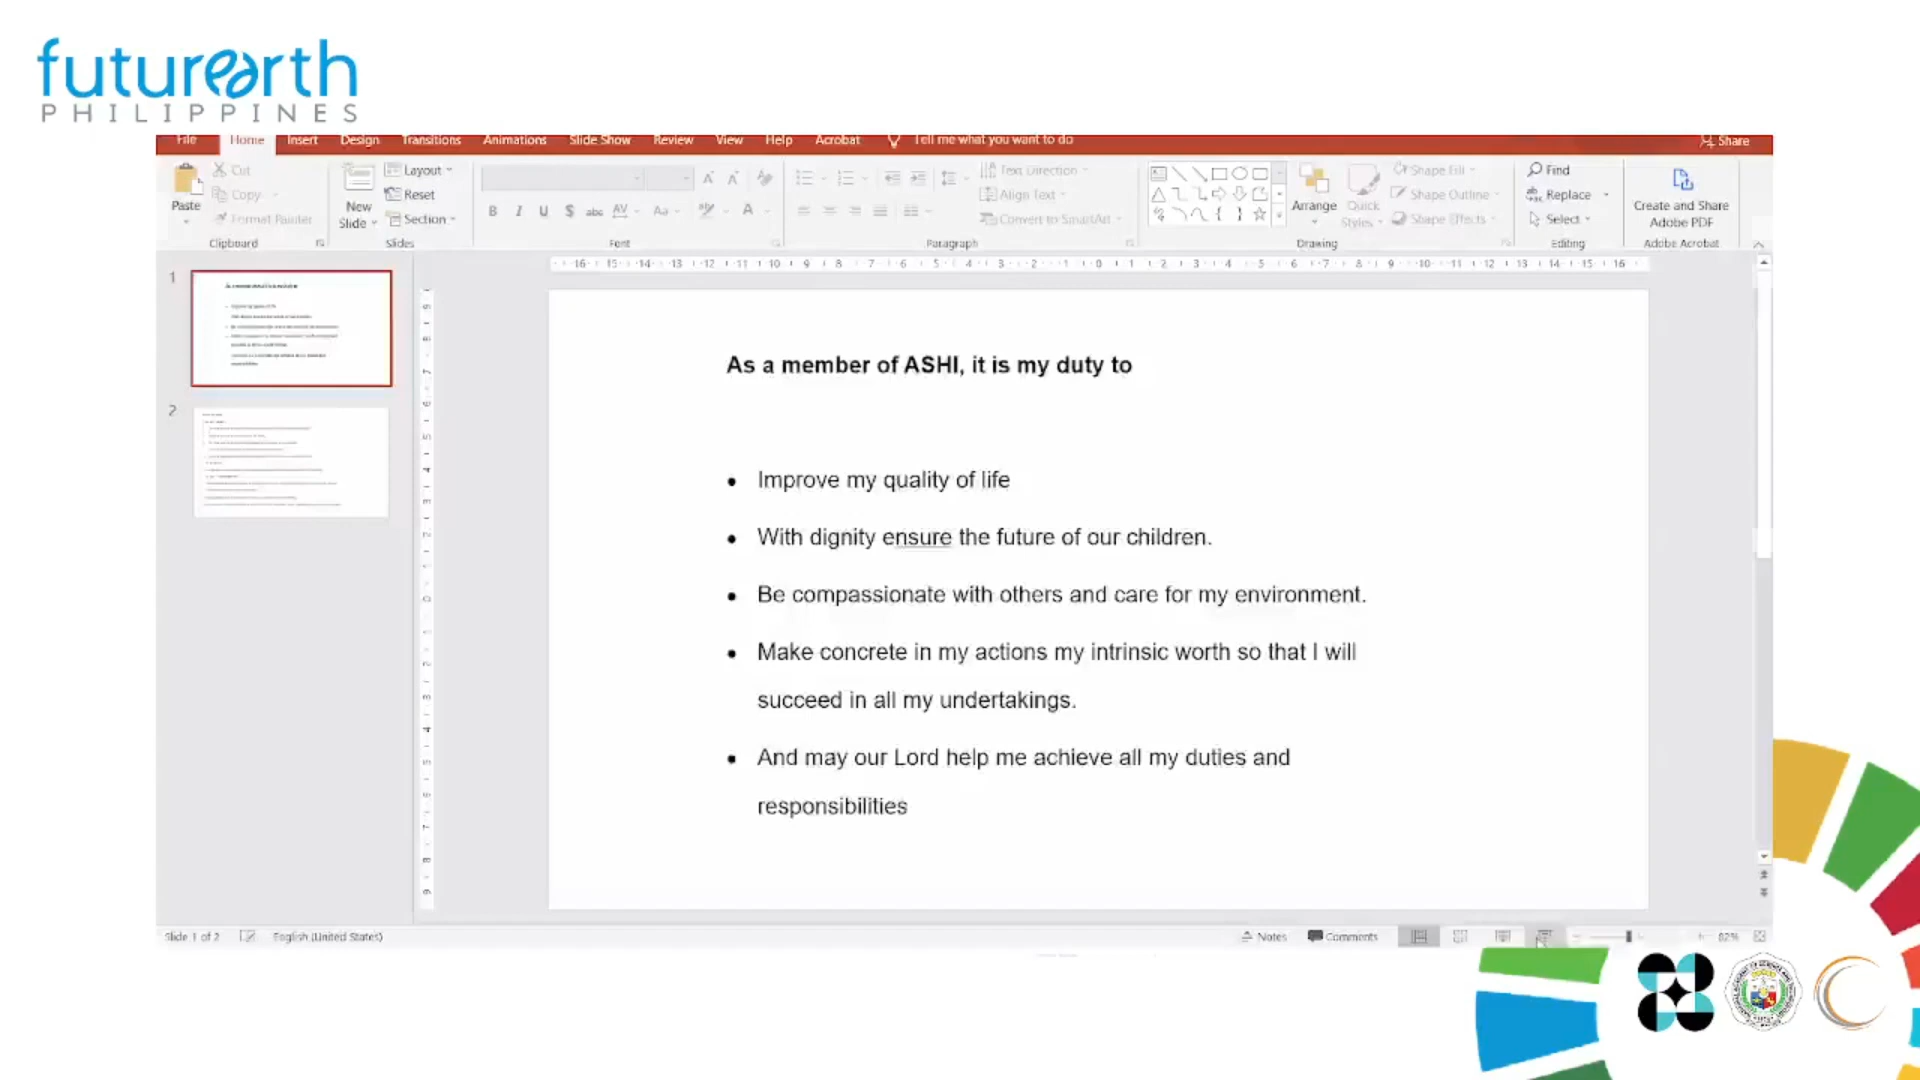 futurearth
PHILIPPINES
File Home Insert Design Transitions Animations Slide Show Review View Help Acrobat Tell me what you want to do Share
Paste
Cut
Copy
Format Painter
Clipboard
New
Slide
Layout
Reset
Section
Slides
Font
Text Direction
Align Text
Convert to SmartArt
Paragraph
Arrange
Quick
Styles
Shape Fill
Shape Outline
Shape Effects
Drawing
Find
Replace
Select
Editing
Create and Share
Adobe PDF
Adobe Acrobat
1
2
As a member of ASHI, it is my duty to
• Improve my quality of life
• With dignity ensure the future of our children.
• Be compassionate with others and care for my environment.
• Make concrete in my actions my intrinsic worth so that I will
succeed in all my undertakings.
• And may our Lord help me achieve all my duties and
responsibilities
Slide 1 of 2 English (United States) Notes Comments 82%